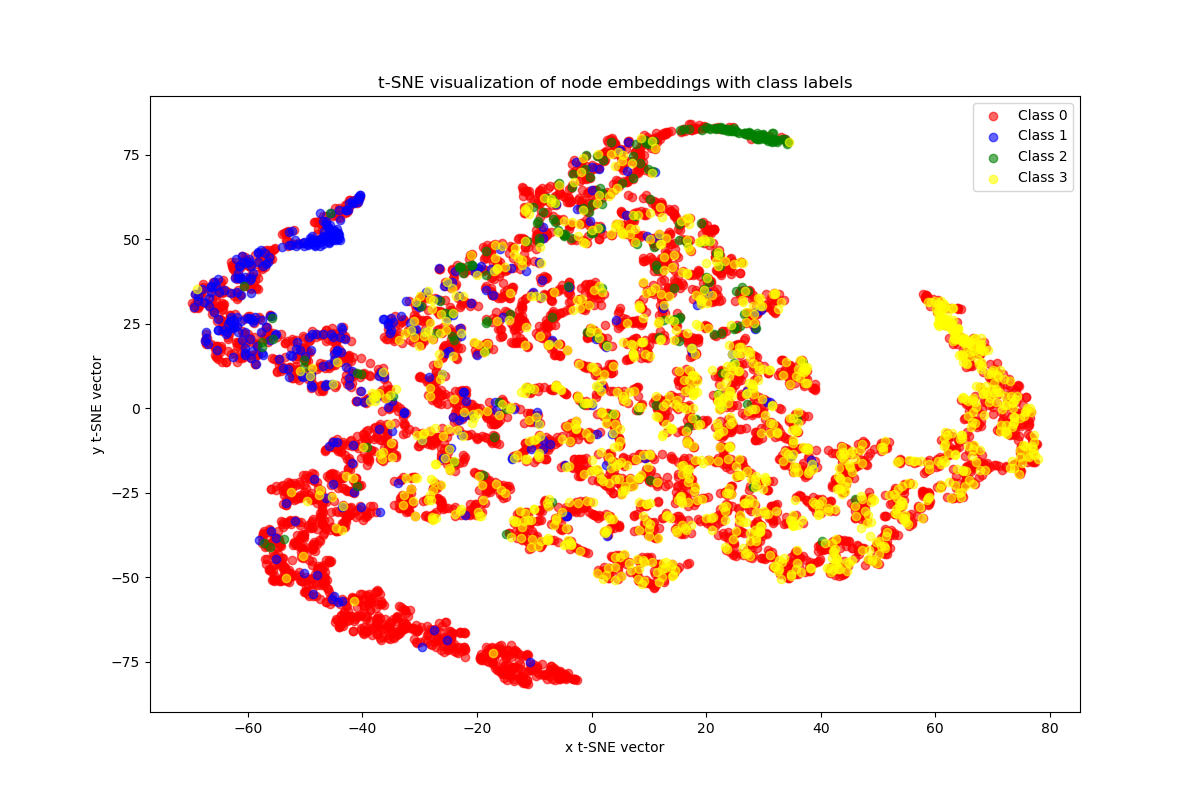 t-SNE visualization of node embeddings with class labels
Class 0
Class 1
Class 2
Class 3
75
50
25
0
−25
−50
−75
y t-SNE vector
−60
−40
−20
0
20
40
60
80
x t-SNE vector